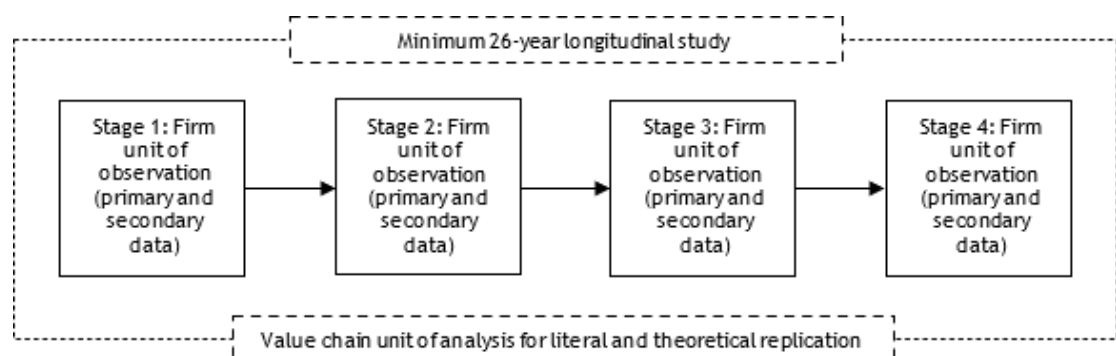 Minimum 26-year longitudinal study
Stage 1: Firm
unit of
observation
(primary and
secondary
data)
Stage 2: Firm
unit of
observation
(primary and
secondary
data)
Stage 3: Firm
unit of
observation
(primary and
secondary
data)
Stage 4: Firm
unit of
observation
(primary and
secondary
data)
Value chain unit of analysis for literal and theoretical replication